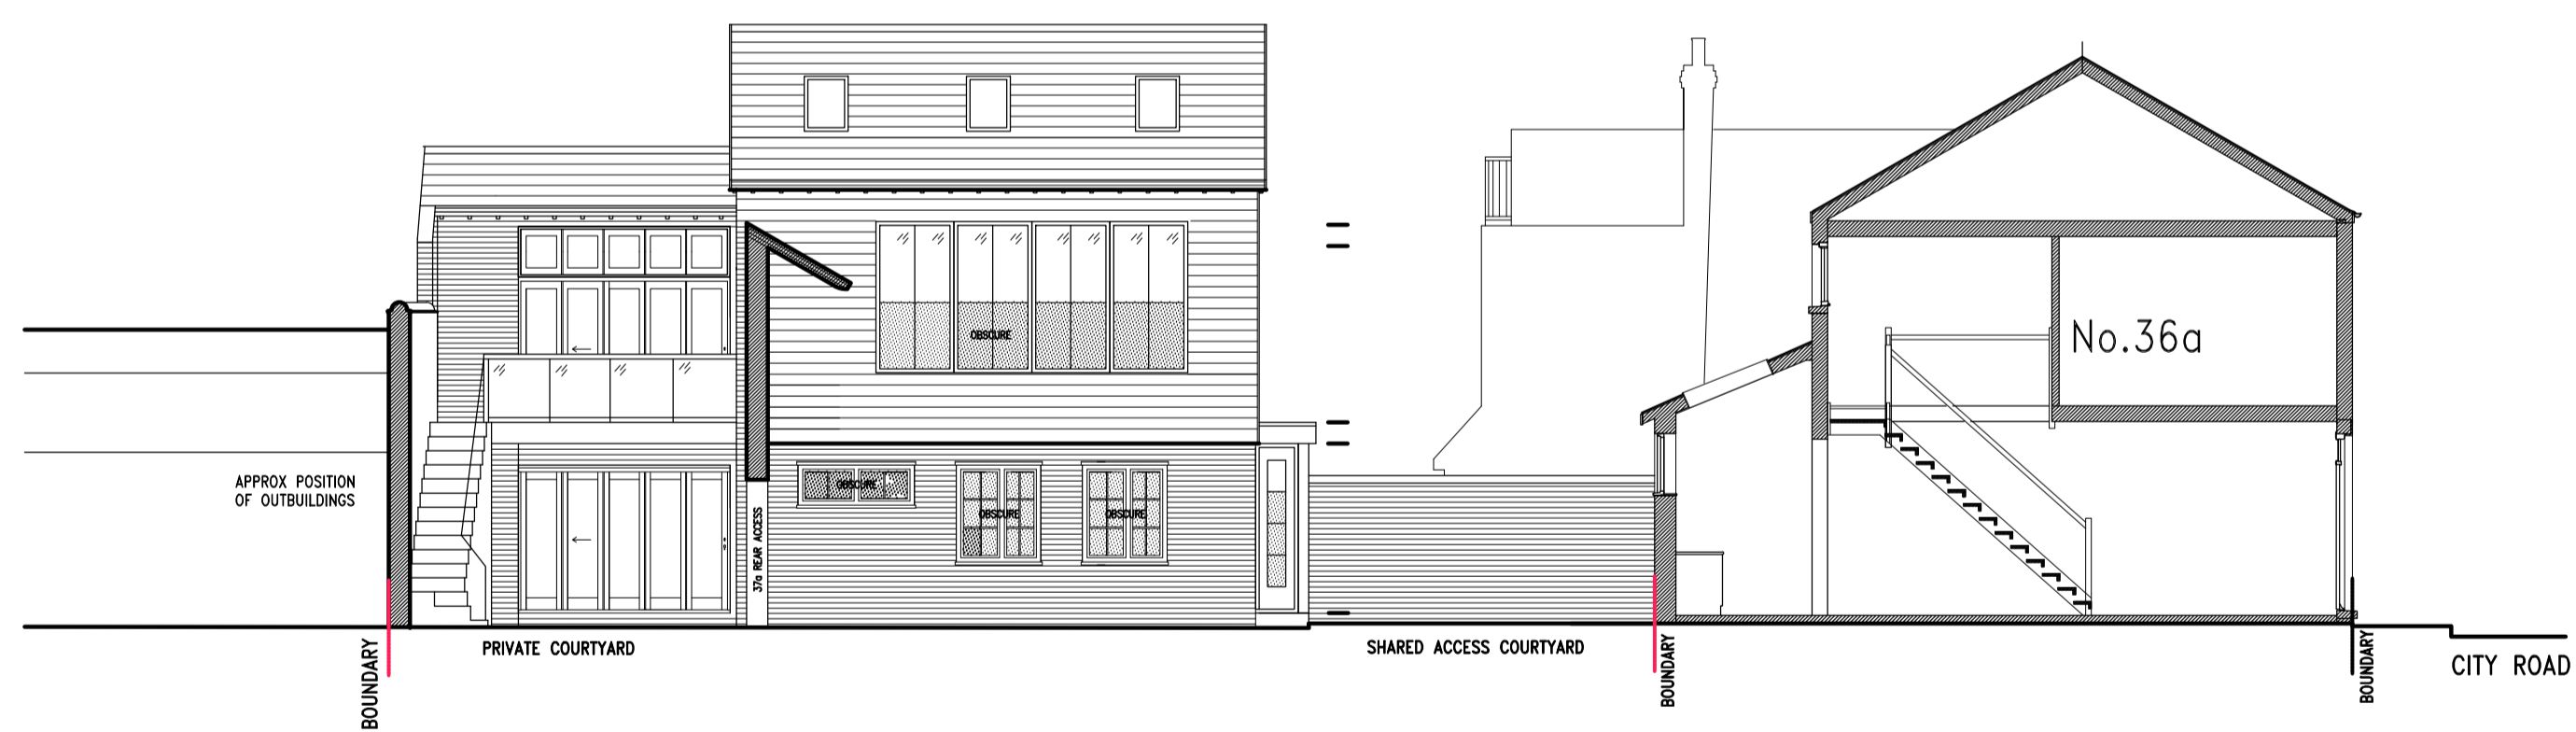 OBSCURE
No.36a
APPROX POSITION
OF OUTBUILDINGS
OBSCURE
OBSCURE
OBSCURE
37a REAR ACCESS
PRIVATE COURTYARD
SHARED ACCESS COURTYARD
BOUNDARY
BOUNDARY
BOUNDARY
CITY ROAD